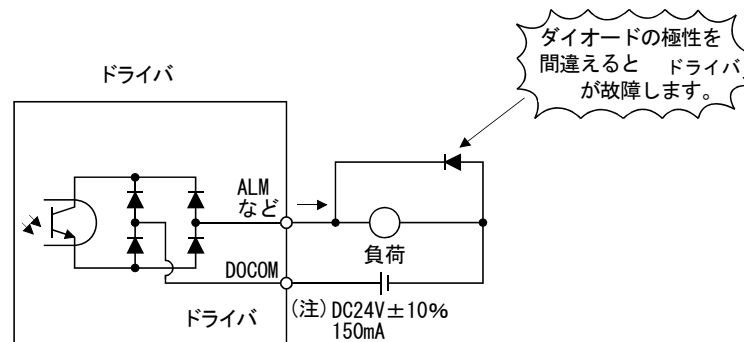 ダイオードの極性を
間違えると ドライバ
が故障します。
ドライバ
ALM
など
負荷
DOCOM
(注) DC24V±10%
150mA
ドライバ